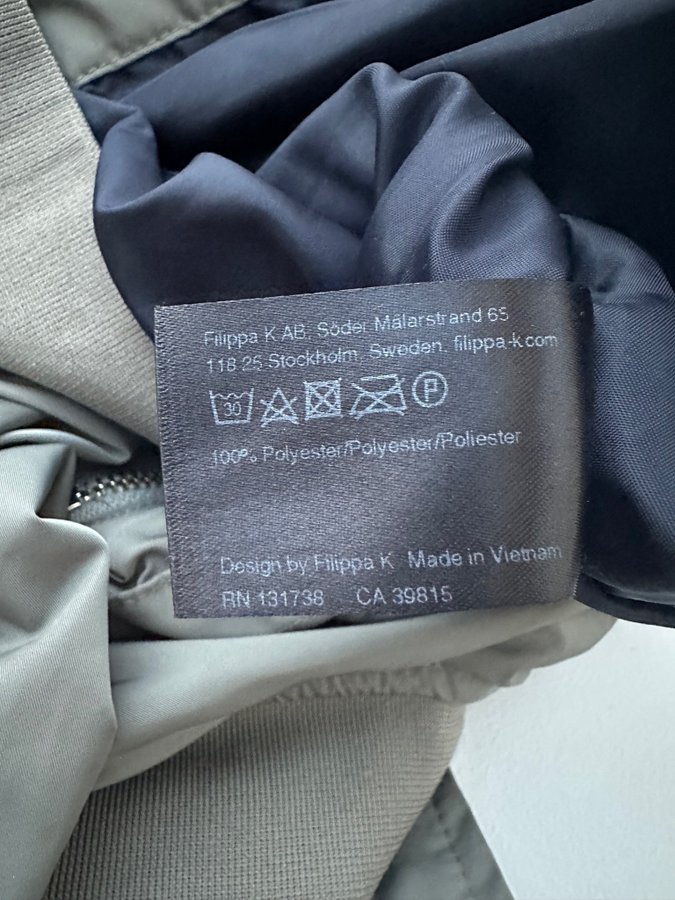 Filippa K AB, Söder Mälarstrand 65
118 25 Stockholm, Sweden. filippa-k.com
30 P
100% Polyester/Polyester/Poliester
Design by Filippa K Made in Vietnam
RN 131738 CA 39815